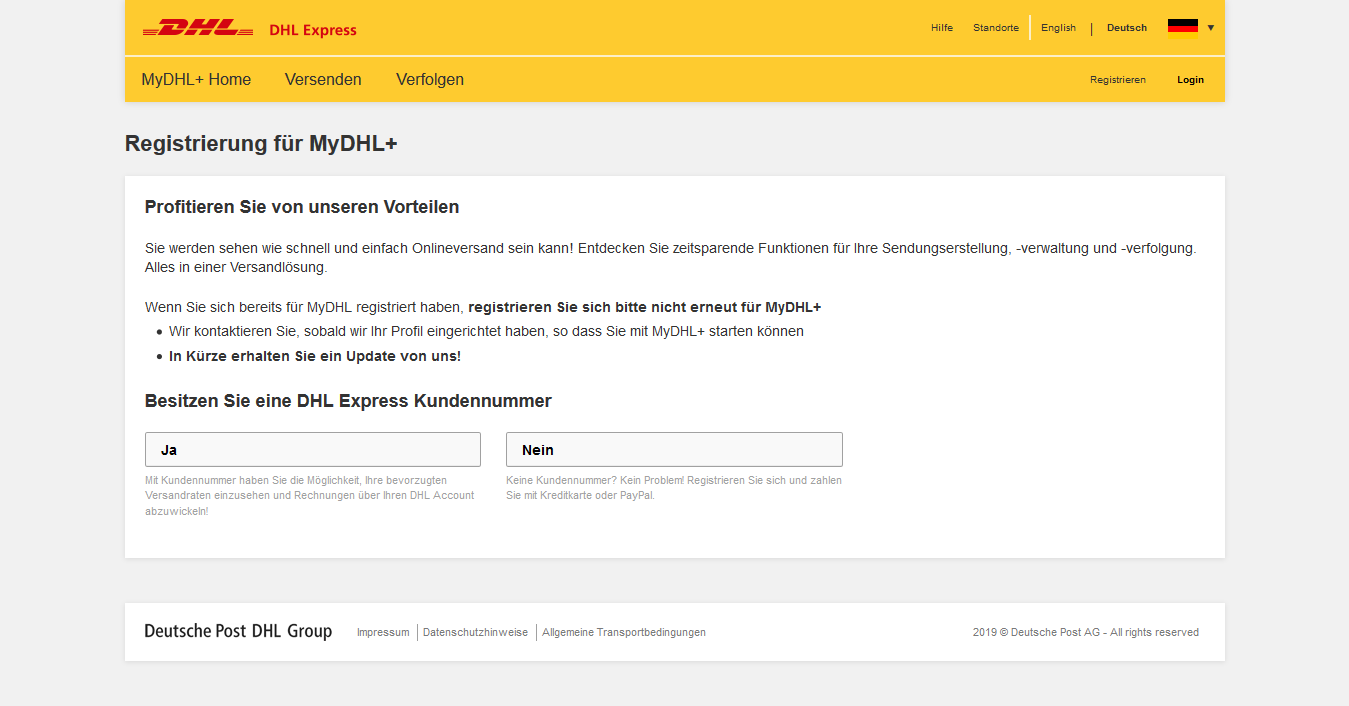 DHL DHL Express
Hilfe Standorte English | Deutsch
MyDHL+ Home Versenden Verfolgen Registrieren Login
Registrierung für MyDHL+
Profitieren Sie von unseren Vorteilen
Sie werden sehen wie schnell und einfach Onlineversand sein kann! Entdecken Sie zeitsparende Funktionen für Ihre Sendungserstellung, -verwaltung und -verfolgung.
Alles in einer Versandlösung.
Wenn Sie sich bereits für MyDHL registriert haben, registrieren Sie sich bitte nicht erneut für MyDHL+
• Wir kontaktieren Sie, sobald wir Ihr Profil eingerichtet haben, so dass Sie mit MyDHL+ starten können
• In Kürze erhalten Sie ein Update von uns!
Besitzen Sie eine DHL Express Kundennummer
Ja
Mit Kundennummer haben Sie die Möglichkeit, Ihre bevorzugten
Versandraten einzusehen und Rechnungen über Ihren DHL Account
abzuwickeln!
Nein
Keine Kundennummer? Kein Problem! Registrieren Sie sich und zahlen
Sie mit Kreditkarte oder PayPal.
Deutsche Post DHL Group Impressum Datenschutzhinweise Allgemeine Transportbedingungen 2019 © Deutsche Post AG - All rights reserved